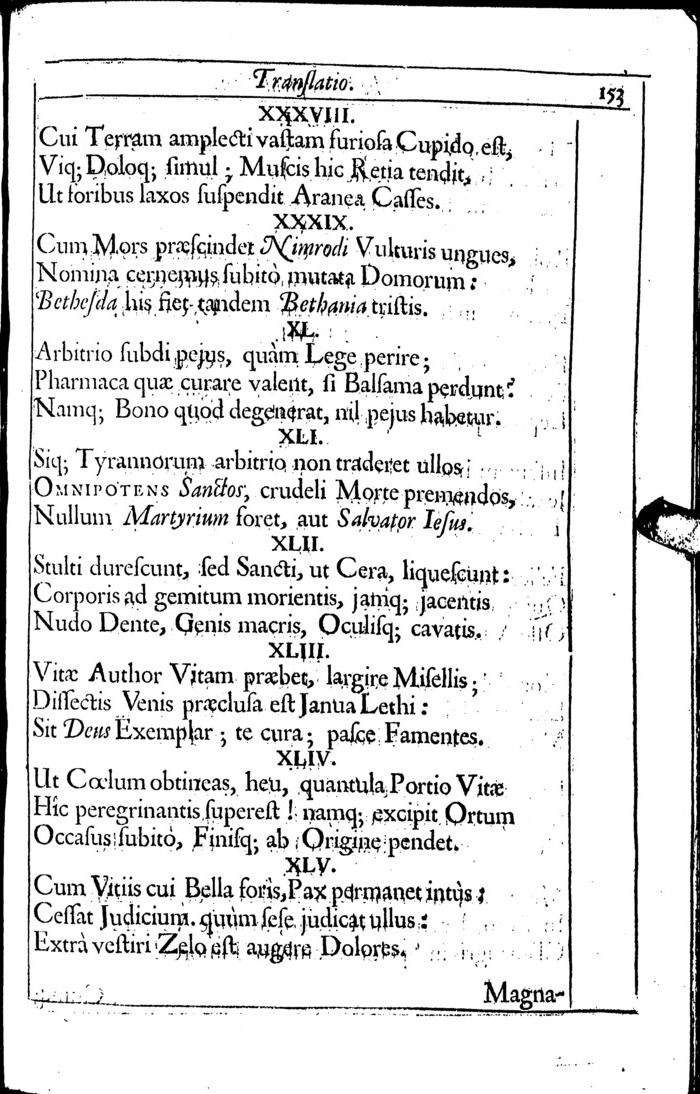 Tranſlatio.
153
XXXVIII.
Cui Terram amplecti vaſtam furioſa Cupido eſt,
Viq; Doloq; ſimul ; Muſcis hic Retia tendit,
Ut foribus laxos ſuſpendit Aranea Caſſes.
XXXIX.
Cum Mors præſcindet Nimrodi Vulturis ungues,
Nomina cernemus ſubitò mutata Domorum :
Betheſda his fiet tandem Bethania triſtis.
XL.
Arbitrio ſubdi pejus, quàm Lege perire ;
Pharmaca quæ curare valent, ſi Balſama perdunt ?
Namq; Bono quod degenerat, nil pejus habetur.
XLI.
Siq; Tyrannorum arbitrio non traderet ullos
OMNIPOTENS Sanctos, crudeli Morte premendos,
Nullum Martyrium foret, aut Salvator Ieſus.
XLII.
Stulti dureſcunt, ſed Sancti, ut Cera, liqueſcunt :
Corporis ad gemitum morientis, jamq; jacentis
Nudo Dente, Genis macris, Oculiſq; cavatis.
XLIII.
Vitæ Author Vitam præbet, largire Miſellis ;
Diſſectis Venis præcluſa eſt Janua Lethi :
Sit Deus Exemplar ; te cura ; paſce Famentes.
XLIV.
Ut Cœlum obtineas, heu, quantula Portio Vitæ
Hîc peregrinantis ſupereſt ! namq; excipit Ortum
Occaſus ſubitò, Finiſq; ab Origine pendet.
XLV.
Cum Vitiis cui Bella foris, Pax permanet intùs :
Ceſſat Judicium quùm ſeſe judicat ullus :
Extrà veſtiri Zelo eſt augere Dolores.
Magna-